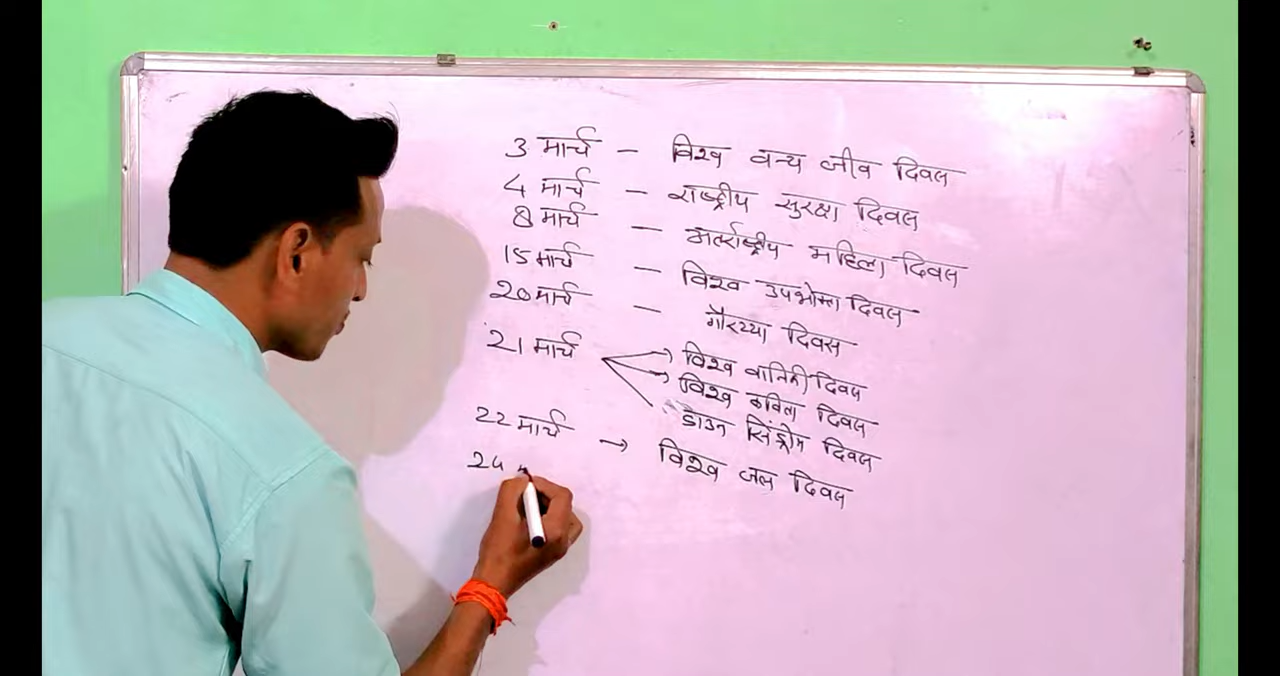 3 मार्च – विश्व वन्य जीव दिवस
4 मार्च – राष्ट्रीय सुरक्षा दिवस
8 मार्च – अर्न्तराष्ट्रीय महिला दिवस
15 मार्च – विश्व उपभोक्ता दिवस
20 मार्च – गौरय्या दिवस
21 मार्च → विश्व वानिकी दिवस
→ विश्व कविता दिवस
डाउन सिंड्रोम दिवस
22 मार्च → विश्व जल दिवस
24